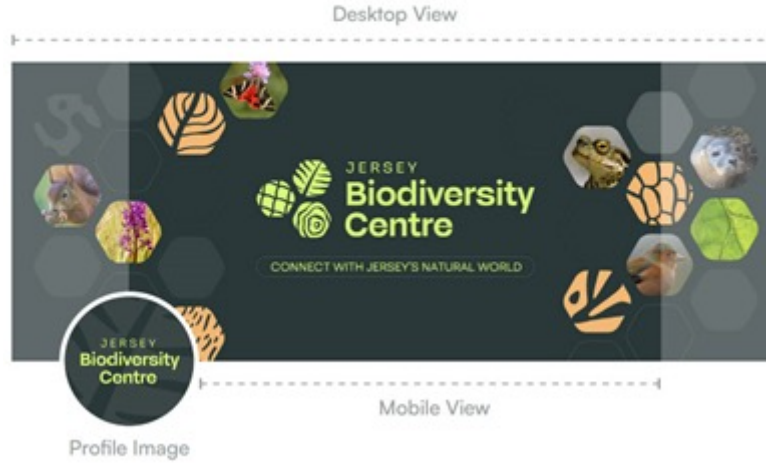 Desktop View
JERSEY
Biodiversity
Centre
CONNECT WITH JERSEY'S NATURAL WORLD
JERSEY
Biodiversity
Centre
Mobile View
Profile Image